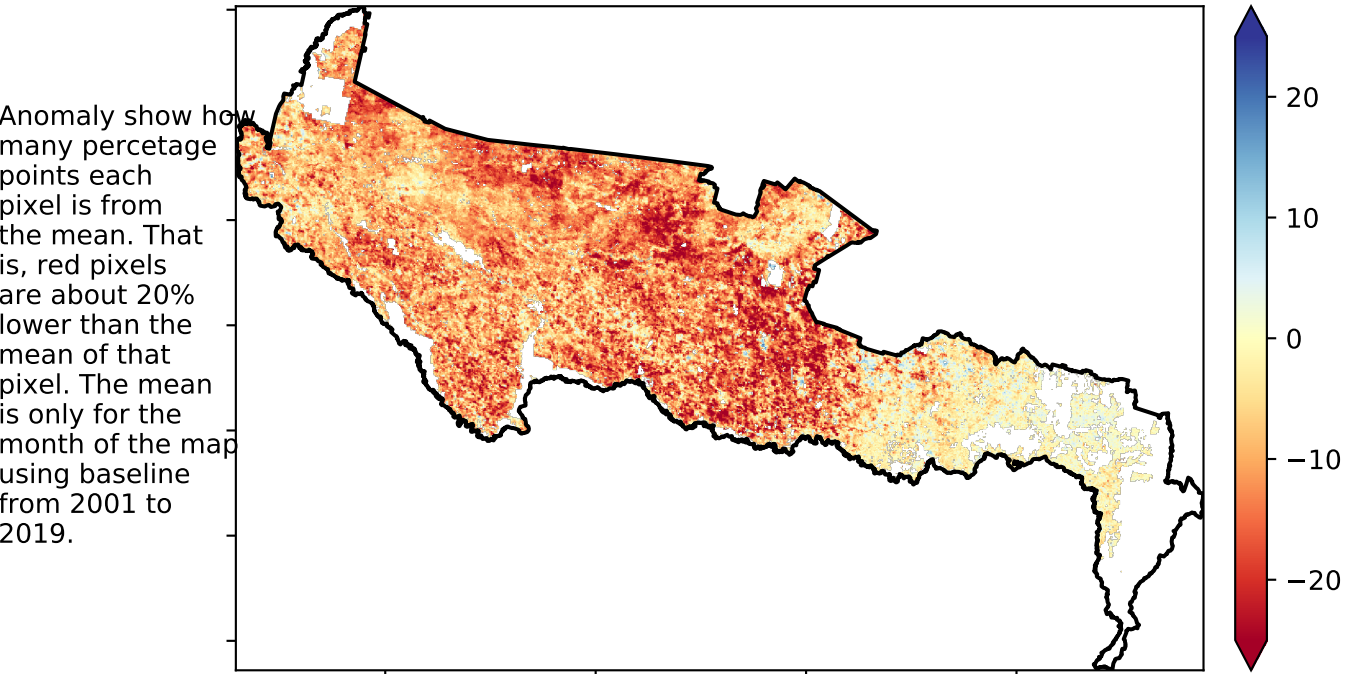 Anomaly show how
many percetage
points each
pixel is from
the mean. That
is, red pixels
are about 20%
lower than the
mean of that
pixel. The mean
is only for the
month of the map
using baseline
from 2001 to
2019.
20
10
0
−10
−20